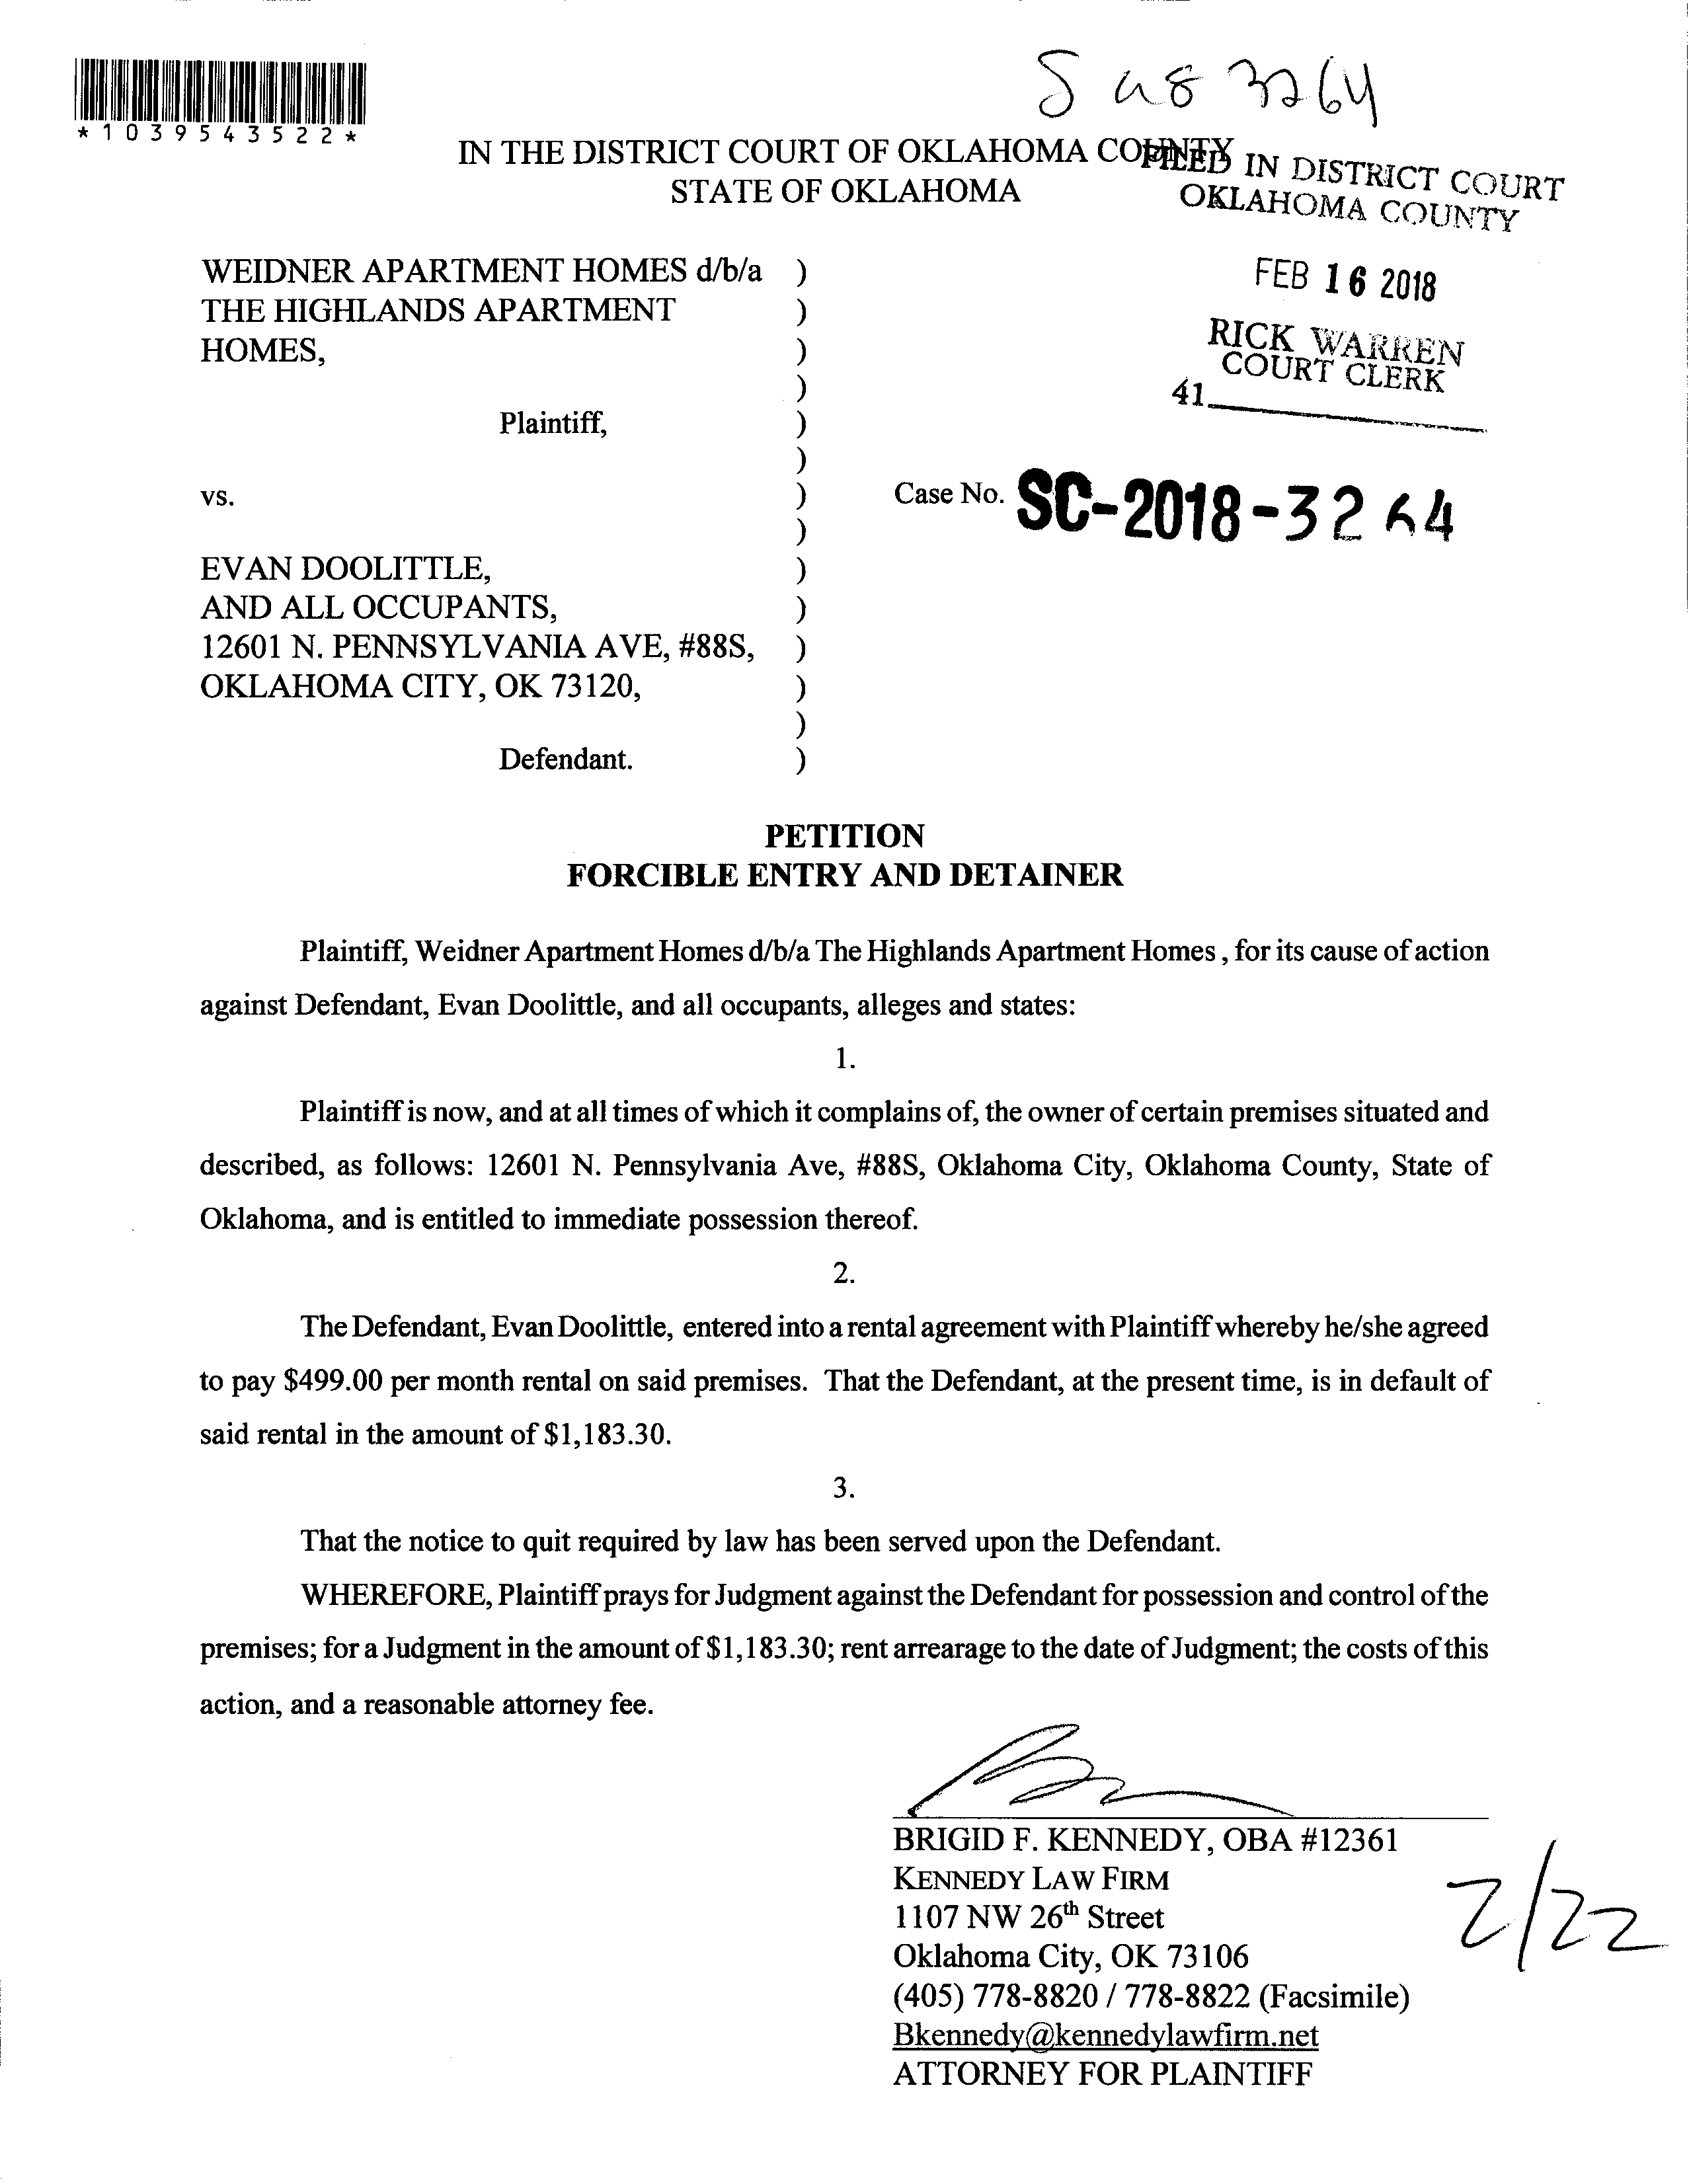 *1039543522*
3264
IN THE DISTRICT COURT OF OKLAHOMA COUNTY
STATE OF OKLAHOMA
FILED IN DISTRICT COURT
OKLAHOMA COUNTY
FEB 16 2018
RICK WARREN
COURT CLERK
41
WEIDNER APARTMENT HOMES d/b/a )
THE HIGHLANDS APARTMENT )
HOMES, )
)
Plaintiff, )
)
vs. )
Case No. SC-2018-3264
)
EVAN DOOLITTLE, )
AND ALL OCCUPANTS, )
12601 N. PENNSYLVANIA AVE, #88S, )
OKLAHOMA CITY, OK 73120, )
)
Defendant. )
PETITION
FORCIBLE ENTRY AND DETAINER
Plaintiff, Weidner Apartment Homes d/b/a The Highlands Apartment Homes , for its cause of action
against Defendant, Evan Doolittle, and all occupants, alleges and states:
1.
Plaintiff is now, and at all times of which it complains of, the owner of certain premises situated and
described, as follows: 12601 N. Pennsylvania Ave, #88S, Oklahoma City, Oklahoma County, State of
Oklahoma, and is entitled to immediate possession thereof.
2.
The Defendant, Evan Doolittle, entered into a rental agreement with Plaintiff whereby he/she agreed
to pay $499.00 per month rental on said premises. That the Defendant, at the present time, is in default of
said rental in the amount of $1,183.30.
3.
That the notice to quit required by law has been served upon the Defendant.
WHEREFORE, Plaintiff prays for Judgment against the Defendant for possession and control of the
premises; for a Judgment in the amount of $1,183.30; rent arrearage to the date of Judgment; the costs of this
action, and a reasonable attorney fee.
BRIGID F. KENNEDY, OBA #12361
KENNEDY LAW FIRM
1107 NW 26th Street
Oklahoma City, OK 73106
(405) 778-8820 / 778-8822 (Facsimile)
Bkennedy@kennedylawfirm.net
ATTORNEY FOR PLAINTIFF
2/22